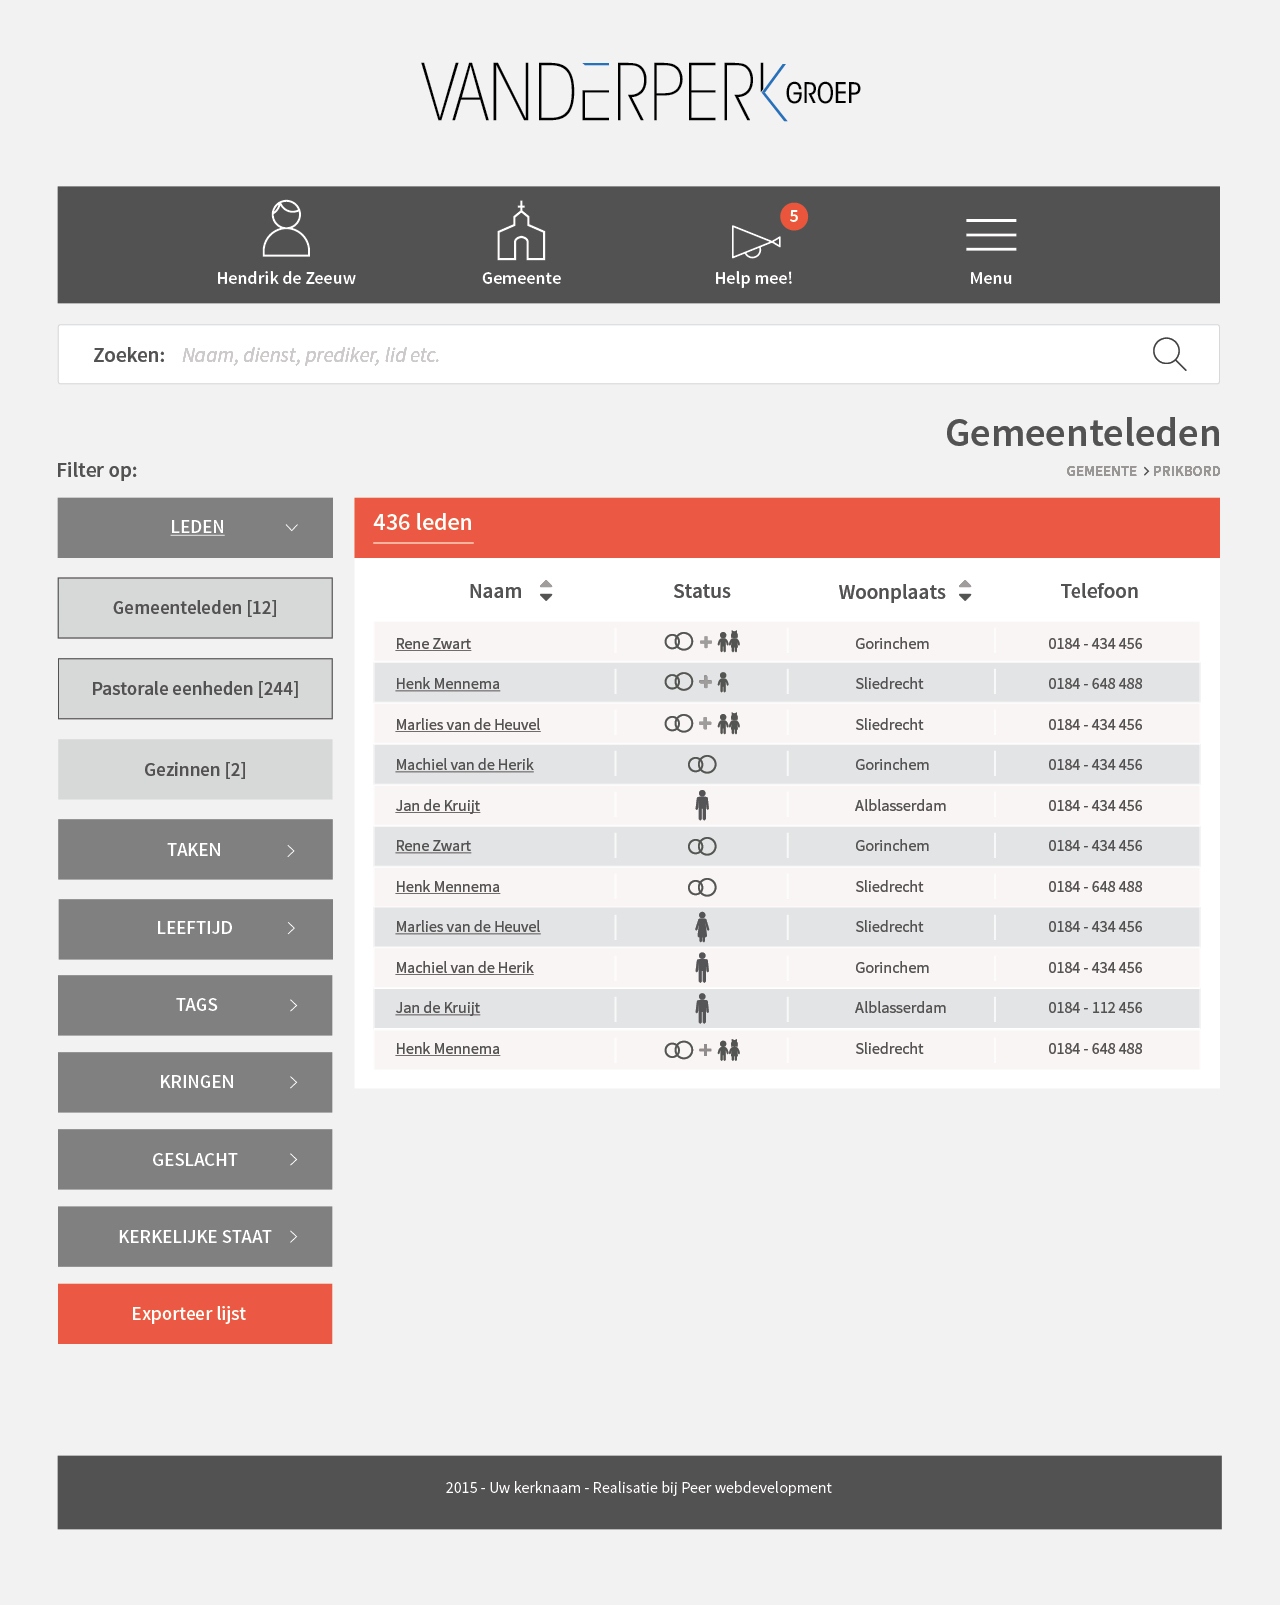 VANDERPERK GROEP
5
Hendrik de Zeeuw Gemeente Help mee! Menu
Zoeken: Naam, dienst, prediker, lid etc.
Gemeenteleden
Filter op:
GEMEENTE > PRIKBORD
LEDEN
Gemeenteleden [12]
Pastorale eenheden [244]
Gezinnen [2]
TAKEN
LEEFTIJD
TAGS
KRINGEN
GESLACHT
KERKELIJKE STAAT
Exporteer lijst
436 leden
Naam Status Woonplaats Telefoon
Rene Zwart Gorinchem 0184 - 434 456
Henk Mennema Sliedrecht 0184 - 648 488
Marlies van de Heuvel Sliedrecht 0184 - 434 456
Machiel van de Herik Gorinchem 0184 - 434 456
Jan de Kruijt Alblasserdam 0184 - 434 456
Rene Zwart Gorinchem 0184 - 434 456
Henk Mennema Sliedrecht 0184 - 648 488
Marlies van de Heuvel Sliedrecht 0184 - 434 456
Machiel van de Herik Gorinchem 0184 - 434 456
Jan de Kruijt Alblasserdam 0184 - 112 456
Henk Mennema Sliedrecht 0184 - 648 488
2015 - Uw kerknaam - Realisatie bij Peer webdevelopment